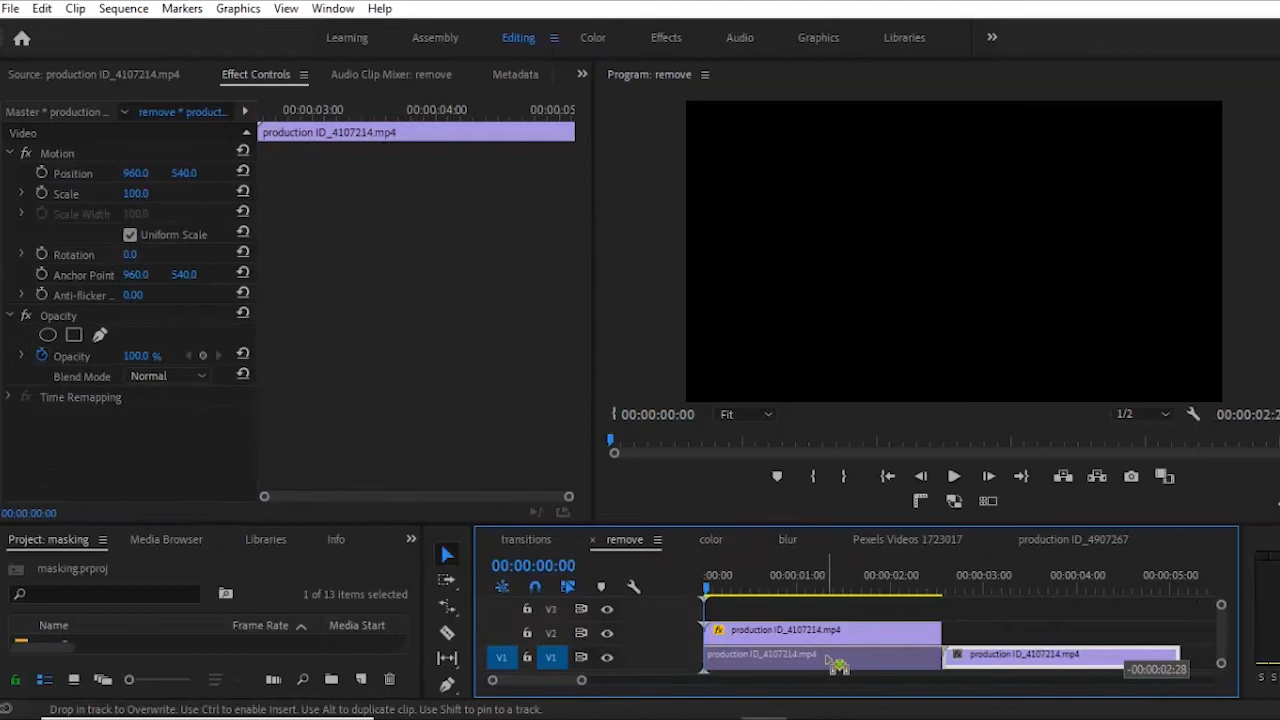 File Edit Clip Sequence Markers Graphics View Window Help
Learning Assembly Editing Color Effects Audio Graphics Libraries
Source: production ID_4107214.mp4 Effect Controls Audio Clip Mixer: remove Metadata
Program: remove
Master * production ... remove * product...
00:00:03:00 00:00:04:00 00:00:05
Video
production ID_4107214.mp4
fx Motion
Position 960.0 540.0
Scale 100.0
Scale Width 100.0
Uniform Scale
Rotation 0.0
Anchor Point 960.0 540.0
Anti-flicker ... 0.00
fx Opacity
Opacity 100.0 %
Blend Mode Normal
fx Time Remapping
00:00:00:00
00:00:00:00 Fit 1/2 00:00:02:2
Project: masking Media Browser Libraries Info
masking.prproj
1 of 13 items selected
Name Frame Rate Media Start
transitions × remove color blur Pexels Videos 1723017 production ID_4907267
00:00:00:00
:00:00 00:00:01:00 00:00:02:00 00:00:03:00 00:00:04:00 00:00:05:00
V3
V2 fx production ID_4107214.mp4
V1 V1 production ID_4107214.mp4 fx production ID_4107214.mp4
-00:00:02:28
S S
Drop in track to Overwrite. Use Ctrl to enable Insert. Use Alt to duplicate clip. Use Shift to pin to a track.